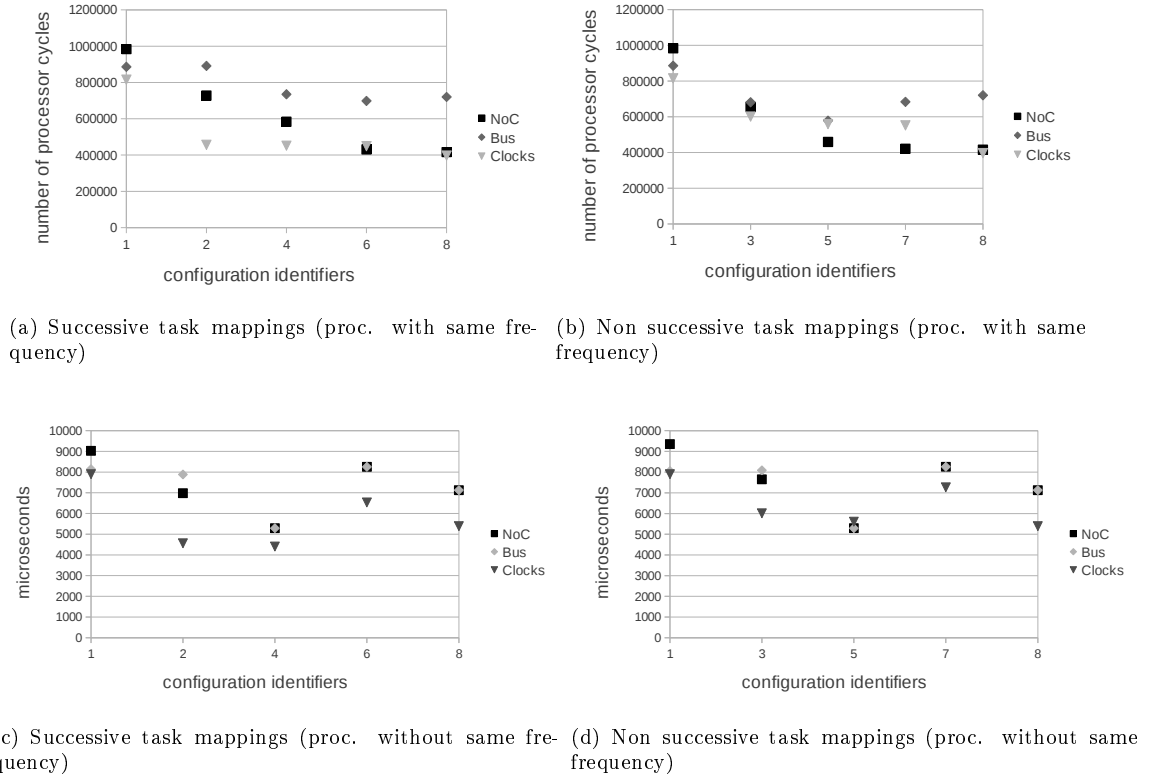 1200000
1000000
800000
600000
400000
200000
0
number of processor cycles
1 2 4 6 8
configuration identifiers
NoC
Bus
Clocks
1200000
1000000
800000
600000
400000
200000
0
number of processor cycles
1 3 5 7 8
configuration identifiers
NoC
Bus
Clocks
(a) Successive task mappings (proc. with same fre-
quency)
(b) Non successive task mappings (proc. with same
frequency)
10000
9000
8000
7000
6000
5000
4000
3000
2000
1000
0
microseconds
1 2 4 6 8
configuration identifiers
NoC
Bus
Clocks
10000
9000
8000
7000
6000
5000
4000
3000
2000
1000
0
microseconds
1 3 5 7 8
configuration identifiers
NoC
Bus
Clocks
c) Successive task mappings (proc. without same fre-
quency)
(d) Non successive task mappings (proc. without same
frequency)